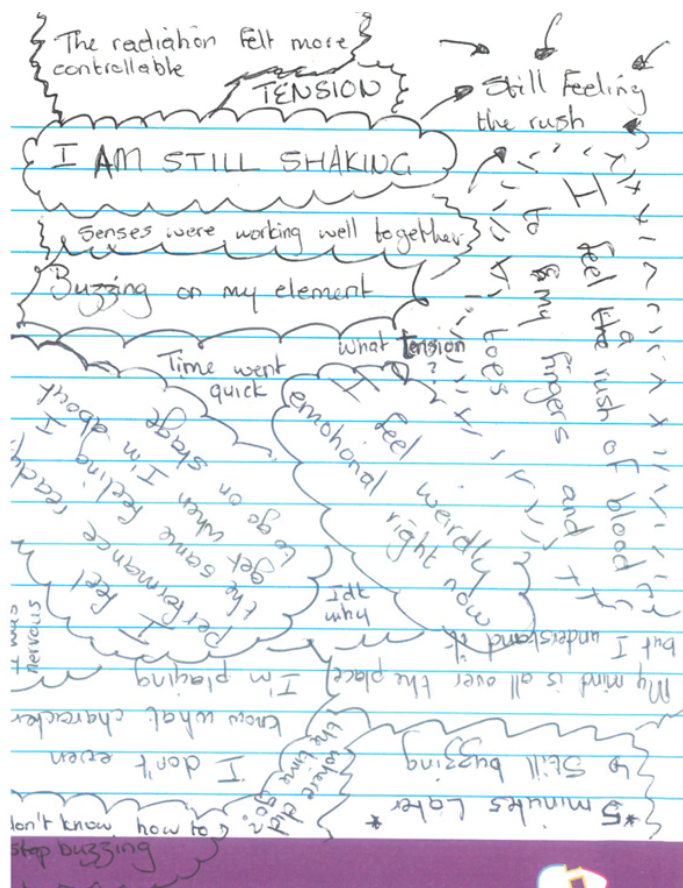 The radiation felt more
controllable
TENSION
Still feeling
the rush
I AM STILL SHAKING
Senses were working well together
Buzzing on my element
I
feel the rush of blood
to my fingers and
toes
Time went
quick
what tension
?
I feel
emotional weirdly
right now
I feel
performance ready
the same feeling I
get when I'm about
to go on
stage
why
nervous
My mind is all over the place
but I understand it
I don't even
know what character
I'm playing
where did
the time
go?
*5 minutes Later *
↳ Still buzzing
don't know how to
stop buzzing